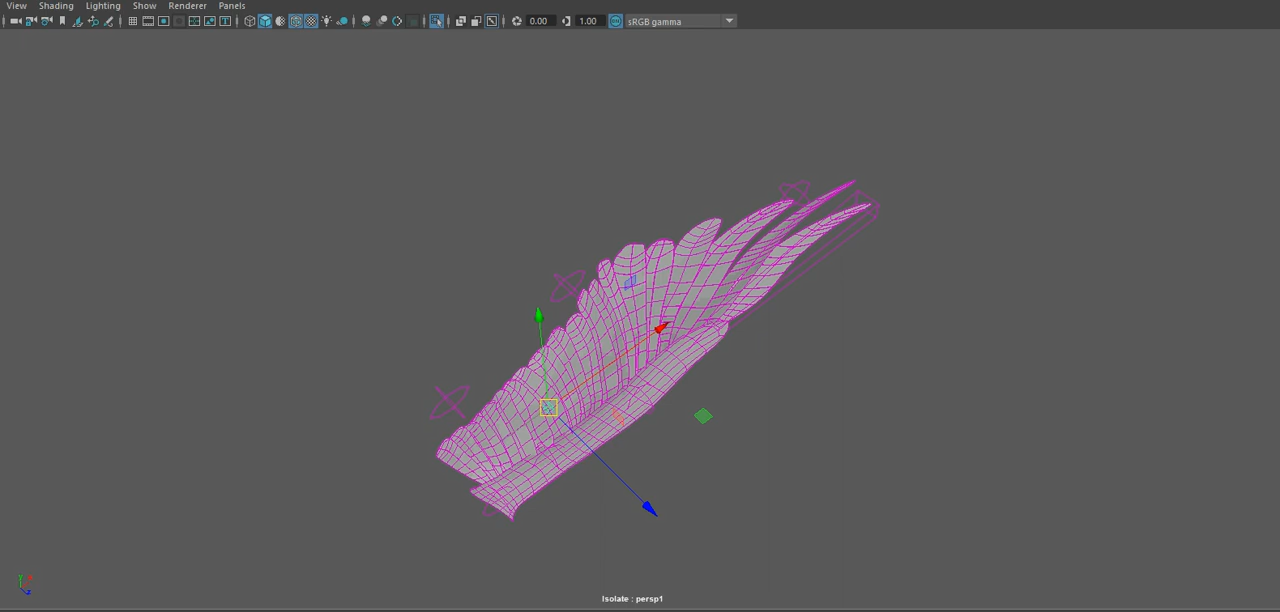 View Shading Lighting Show Renderer Panels
0.00 1.00 sRGB gamma
Isolate : persp1